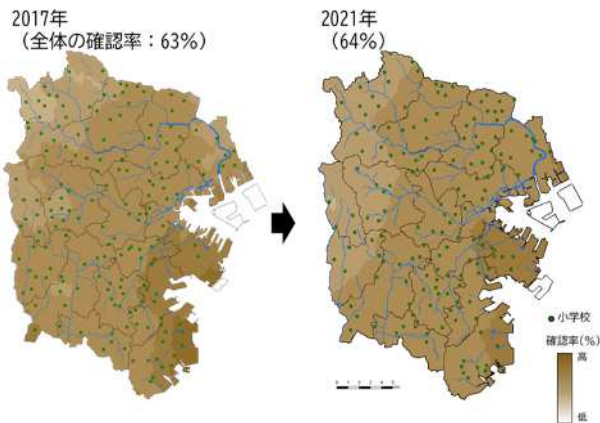 2017年
（全体の確認率：63%）
2021年
（64%）
小学校
確認率(%)
高
低